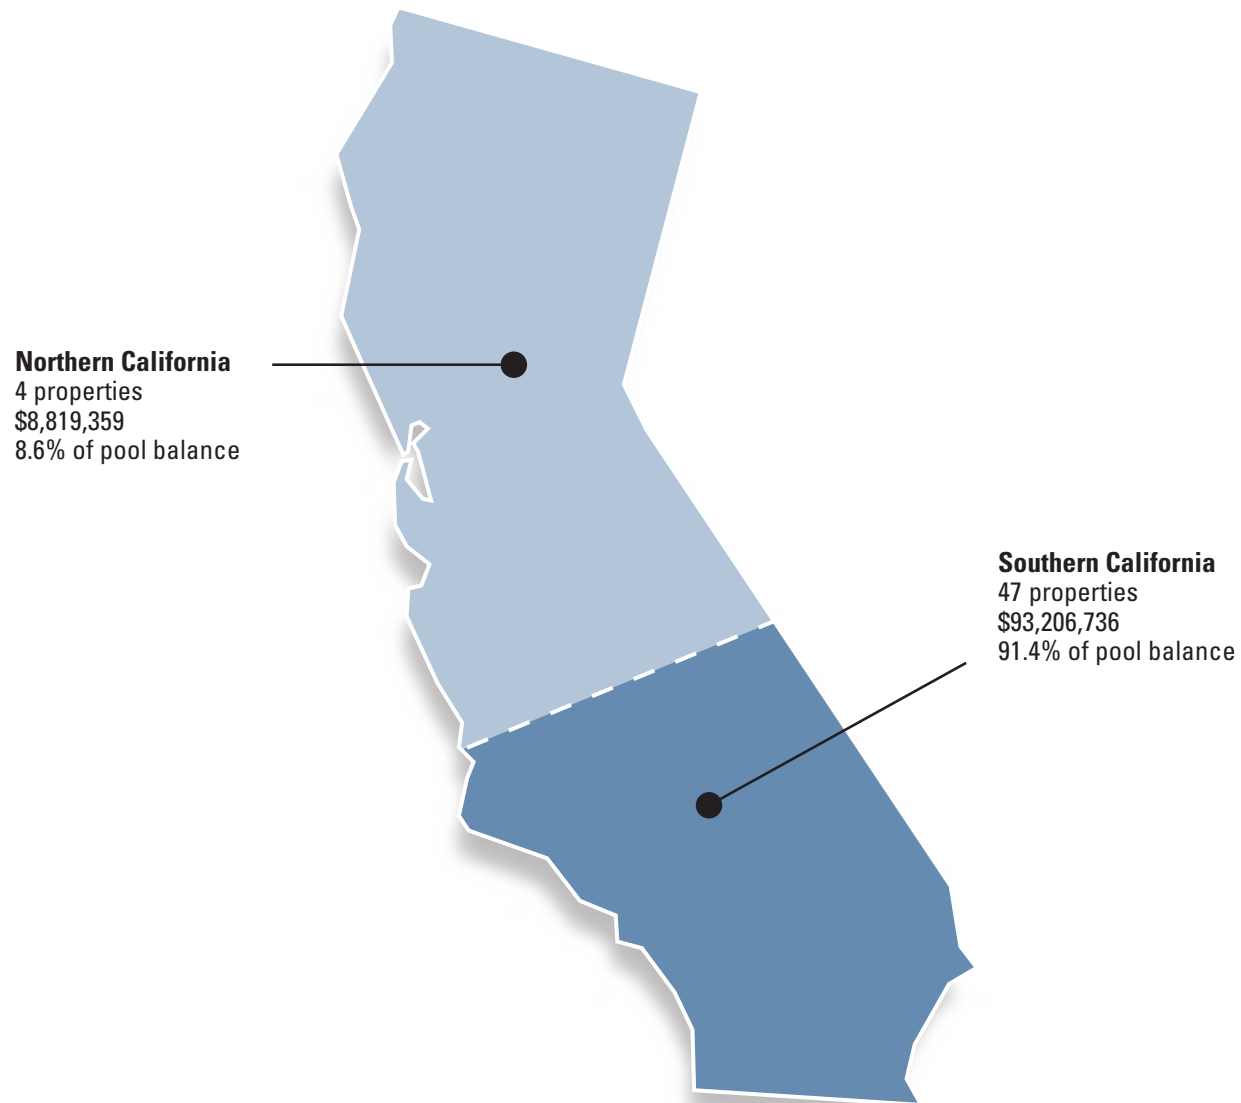 Northern California
4 properties
$8,819,359
8.6% of pool balance
Southern California
47 properties
$93,206,736
91.4% of pool balance